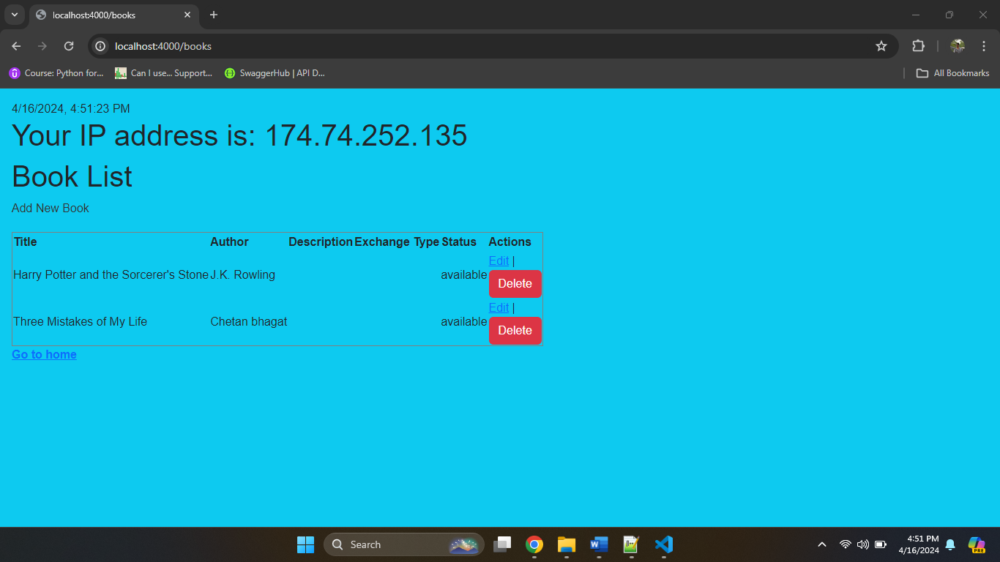 localhost:4000/books
localhost:4000/books
Course: Python for...
Can I use... Support...
SwaggerHub | API D...
All Bookmarks
4/16/2024, 4:51:23 PM
Your IP address is: 174.74.252.135
Book List
Add New Book
Title Author Description Exchange Type Status Actions
Harry Potter and the Sorcerer's Stone J.K. Rowling available Edit | Delete
Three Mistakes of My Life Chetan bhagat available Edit | Delete
Go to home
Search
4:51 PM
4/16/2024
PRE